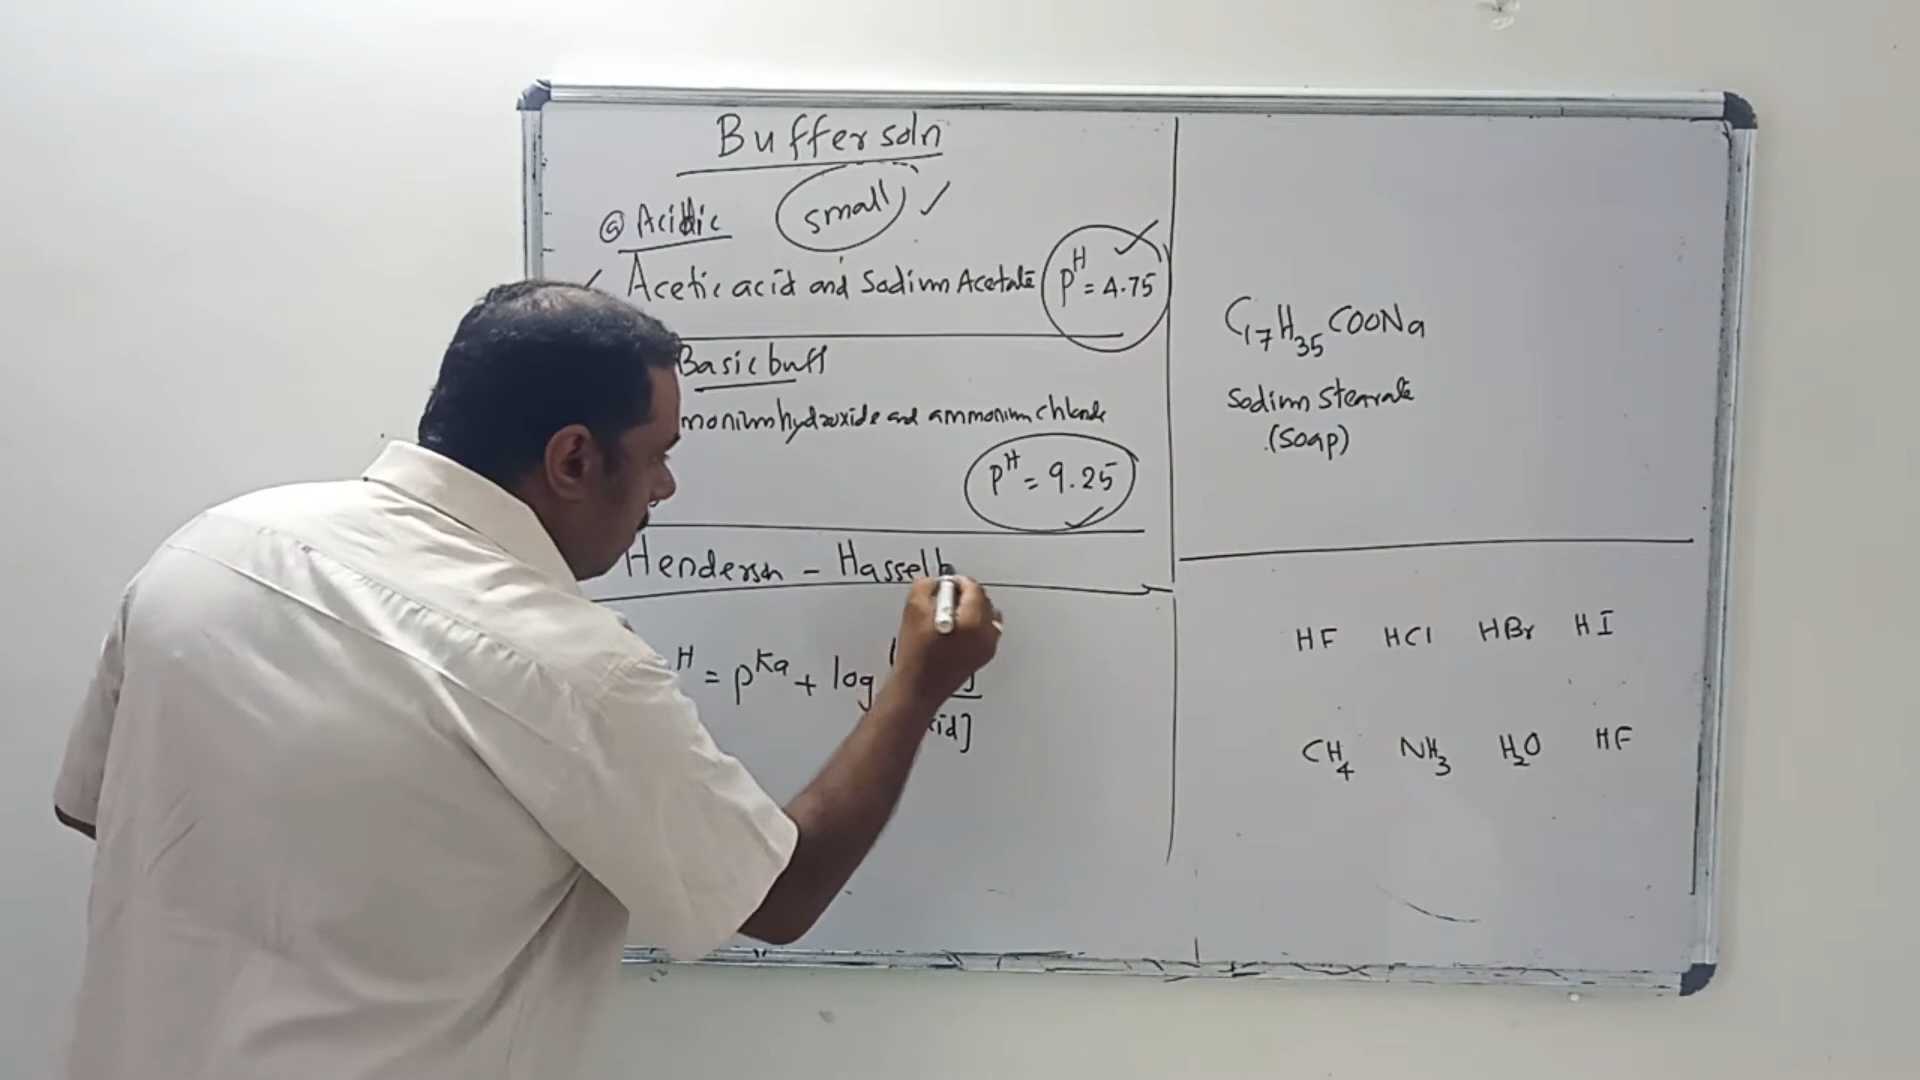 Buffer soln
@ Acidic small ✓
✓ Acetic acid and Sodium Acetate pH = 4.75 ✓
Basic buff
monium hydroxide and ammonium chloride
pH = 9.25 ✓
Henderson - Hasselb
H = pKa + log
cid]
C17H35COONa
Sodium Stearate
(Soap)
HF HCl HBr HI
CH4 NH3 H2O HF